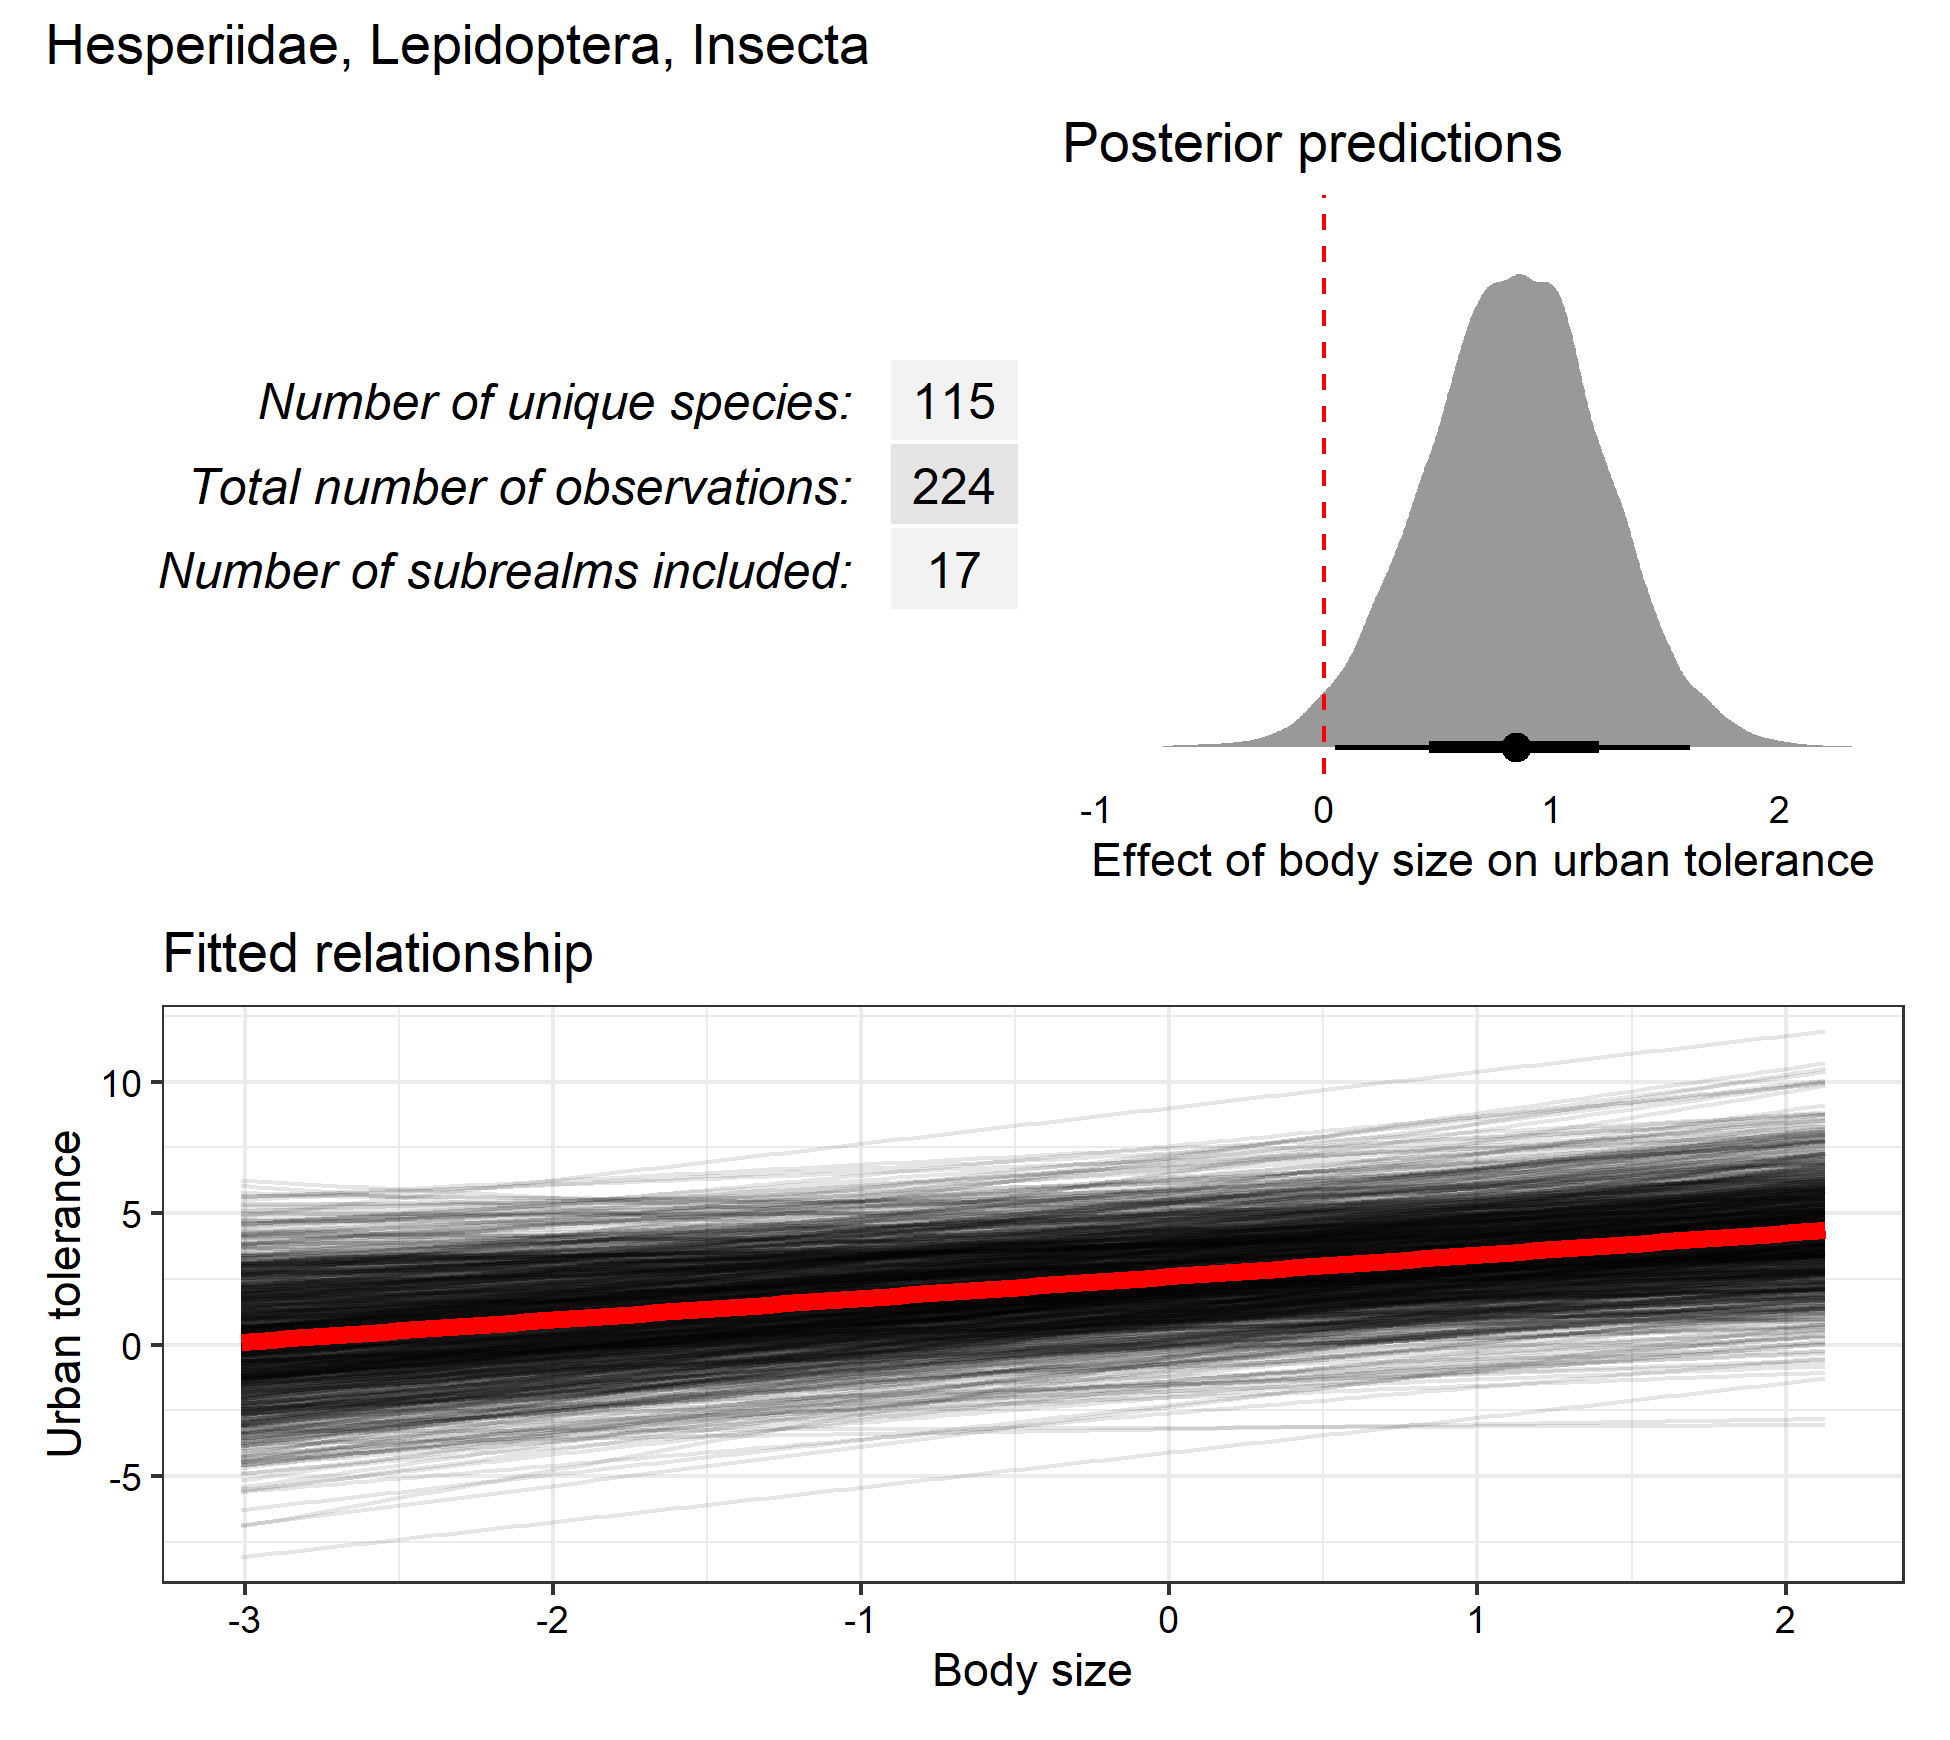 Hesperiidae, Lepidoptera, Insecta
Posterior predictions
Number of unique species: 115
Total number of observations: 224
Number of subrealms included: 17
-1 0 1 2
Effect of body size on urban tolerance
Fitted relationship
Urban tolerance
10
5
0
-5
-3 -2 -1 0 1 2
Body size